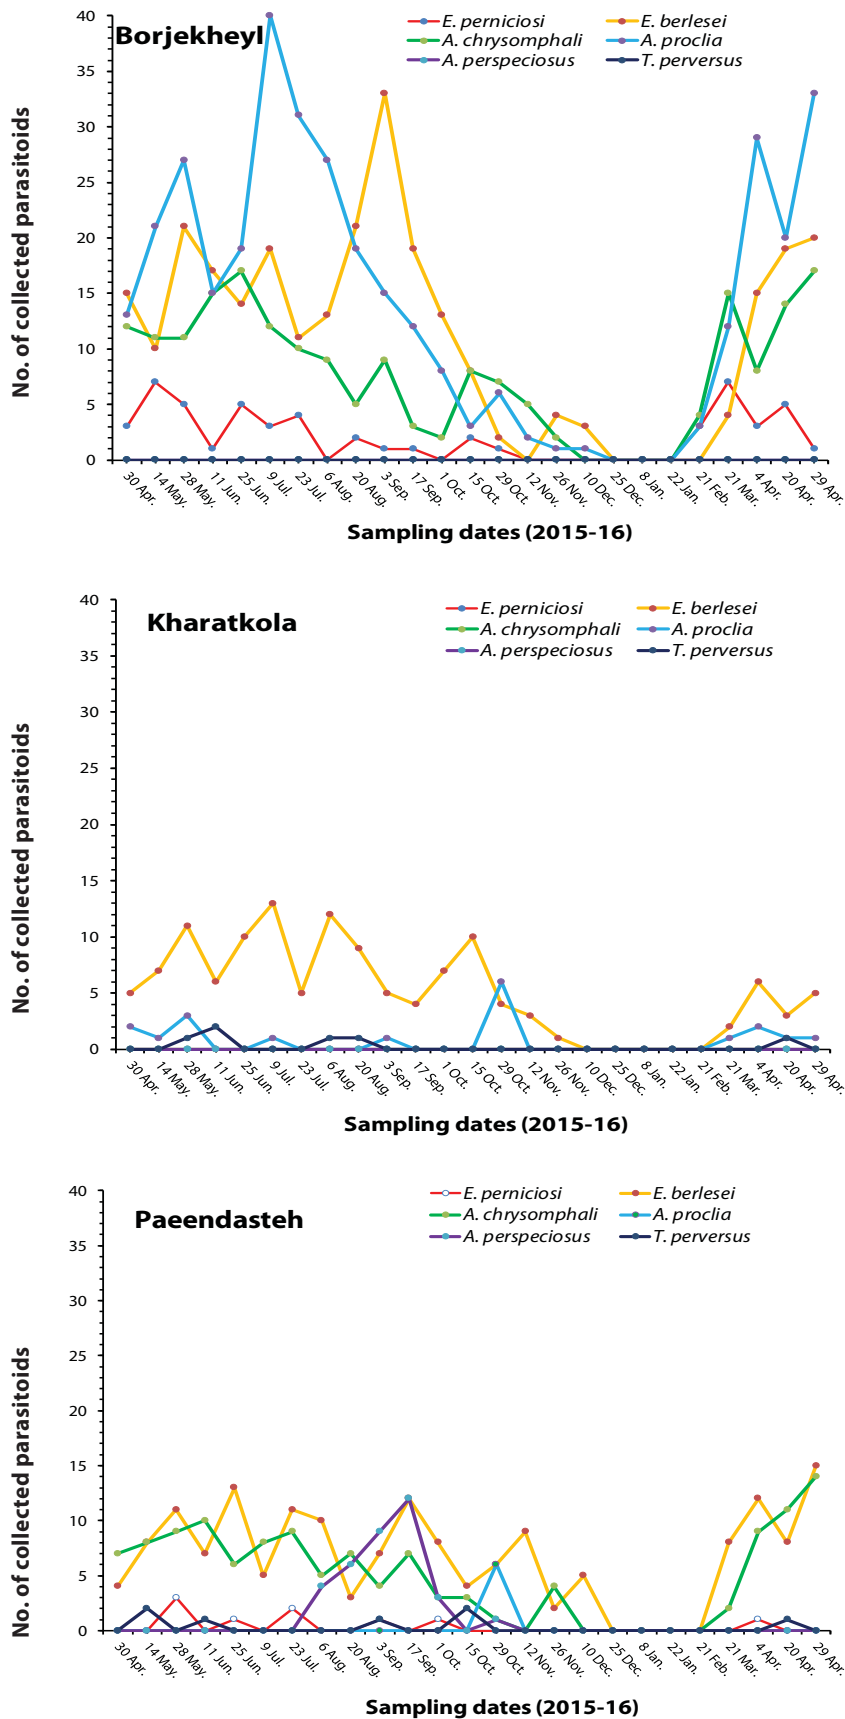 Borjekheyl
E. perniciosi
E. berlesei
A. chrysomphali
A. proclia
A. perspeciosus
T. perversus
No. of collected parasitoids
40
35
30
25
20
15
10
5
0
30 Apr.
14 May.
28 May.
11 Jun.
25 Jun.
9 Jul.
23 Jul.
6 Aug.
20 Aug.
3 Sep.
17 Sep.
1 Oct.
15 Oct.
29 Oct.
12 Nov.
26 Nov.
10 Dec.
25 Dec.
8 Jan.
22 Jan.
21 Feb.
21 Mar.
4 Apr.
20 Apr.
29 Apr.
Sampling dates (2015-16)
Kharatkola
E. perniciosi
E. berlesei
A. chrysomphali
A. proclia
A. perspeciosus
T. perversus
No. of collected parasitoids
40
35
30
25
20
15
10
5
0
30 Apr.
14 May.
28 May.
11 Jun.
25 Jun.
9 Jul.
23 Jul.
6 Aug.
20 Aug.
3 Sep.
17 Sep.
1 Oct.
15 Oct.
29 Oct.
12 Nov.
26 Nov.
10 Dec.
25 Dec.
8 Jan.
22 Jan.
21 Feb.
21 Mar.
4 Apr.
20 Apr.
29 Apr.
Sampling dates (2015-16)
Paeendasteh
E. perniciosi
E. berlesei
A. chrysomphali
A. proclia
A. perspeciosus
T. perversus
No. of collected parasitoids
40
35
30
25
20
15
10
5
0
30 Apr.
14 May.
28 May.
11 Jun.
25 Jun.
9 Jul.
23 Jul.
6 Aug.
20 Aug.
3 Sep.
17 Sep.
1 Oct.
15 Oct.
29 Oct.
12 Nov.
26 Nov.
10 Dec.
25 Dec.
8 Jan.
22 Jan.
21 Feb.
21 Mar.
4 Apr.
20 Apr.
29 Apr.
Sampling dates (2015-16)